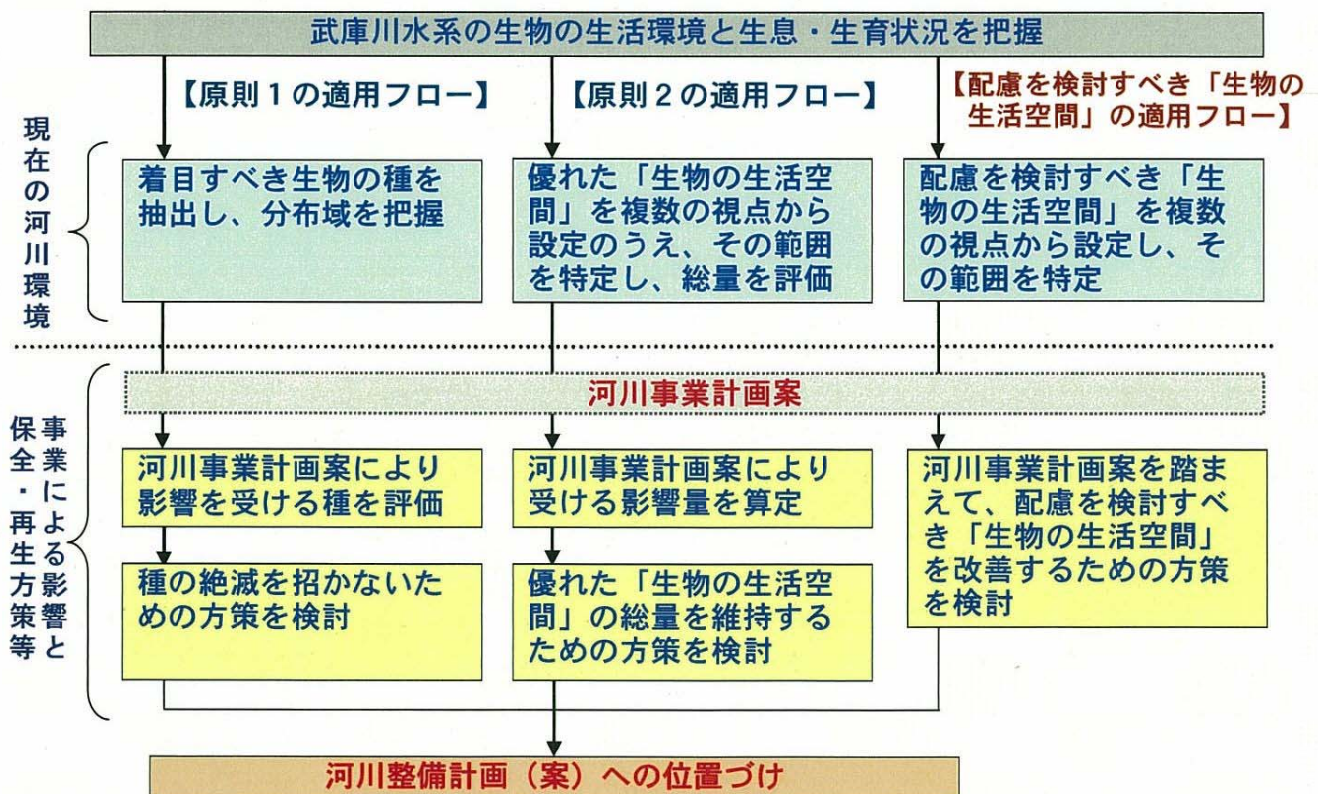 武庫川水系の生物の生活環境と生息・生育状況を把握
【原則1の適用フロー】
【原則2の適用フロー】
【配慮を検討すべき「生物の
生活空間」の適用フロー】
現在の河川環境
着目すべき生物の種を
抽出し、分布域を把握
優れた「生物の生活空
間」を複数の視点から
設定のうえ、その範囲
を特定し、総量を評価
配慮を検討すべき「生
物の生活空間」を複数
の視点から設定し、そ
の範囲を特定
河川事業計画案
事業による影響と
保全・再生方策等
河川事業計画案により
影響を受ける種を評価
河川事業計画案により
受ける影響量を算定
河川事業計画案を踏ま
えて、配慮を検討すべ
き「生物の生活空間」
を改善するための方策
を検討
種の絶滅を招かないた
めの方策を検討
優れた「生物の生活空
間」の総量を維持する
ための方策を検討
河川整備計画（案）への位置づけ